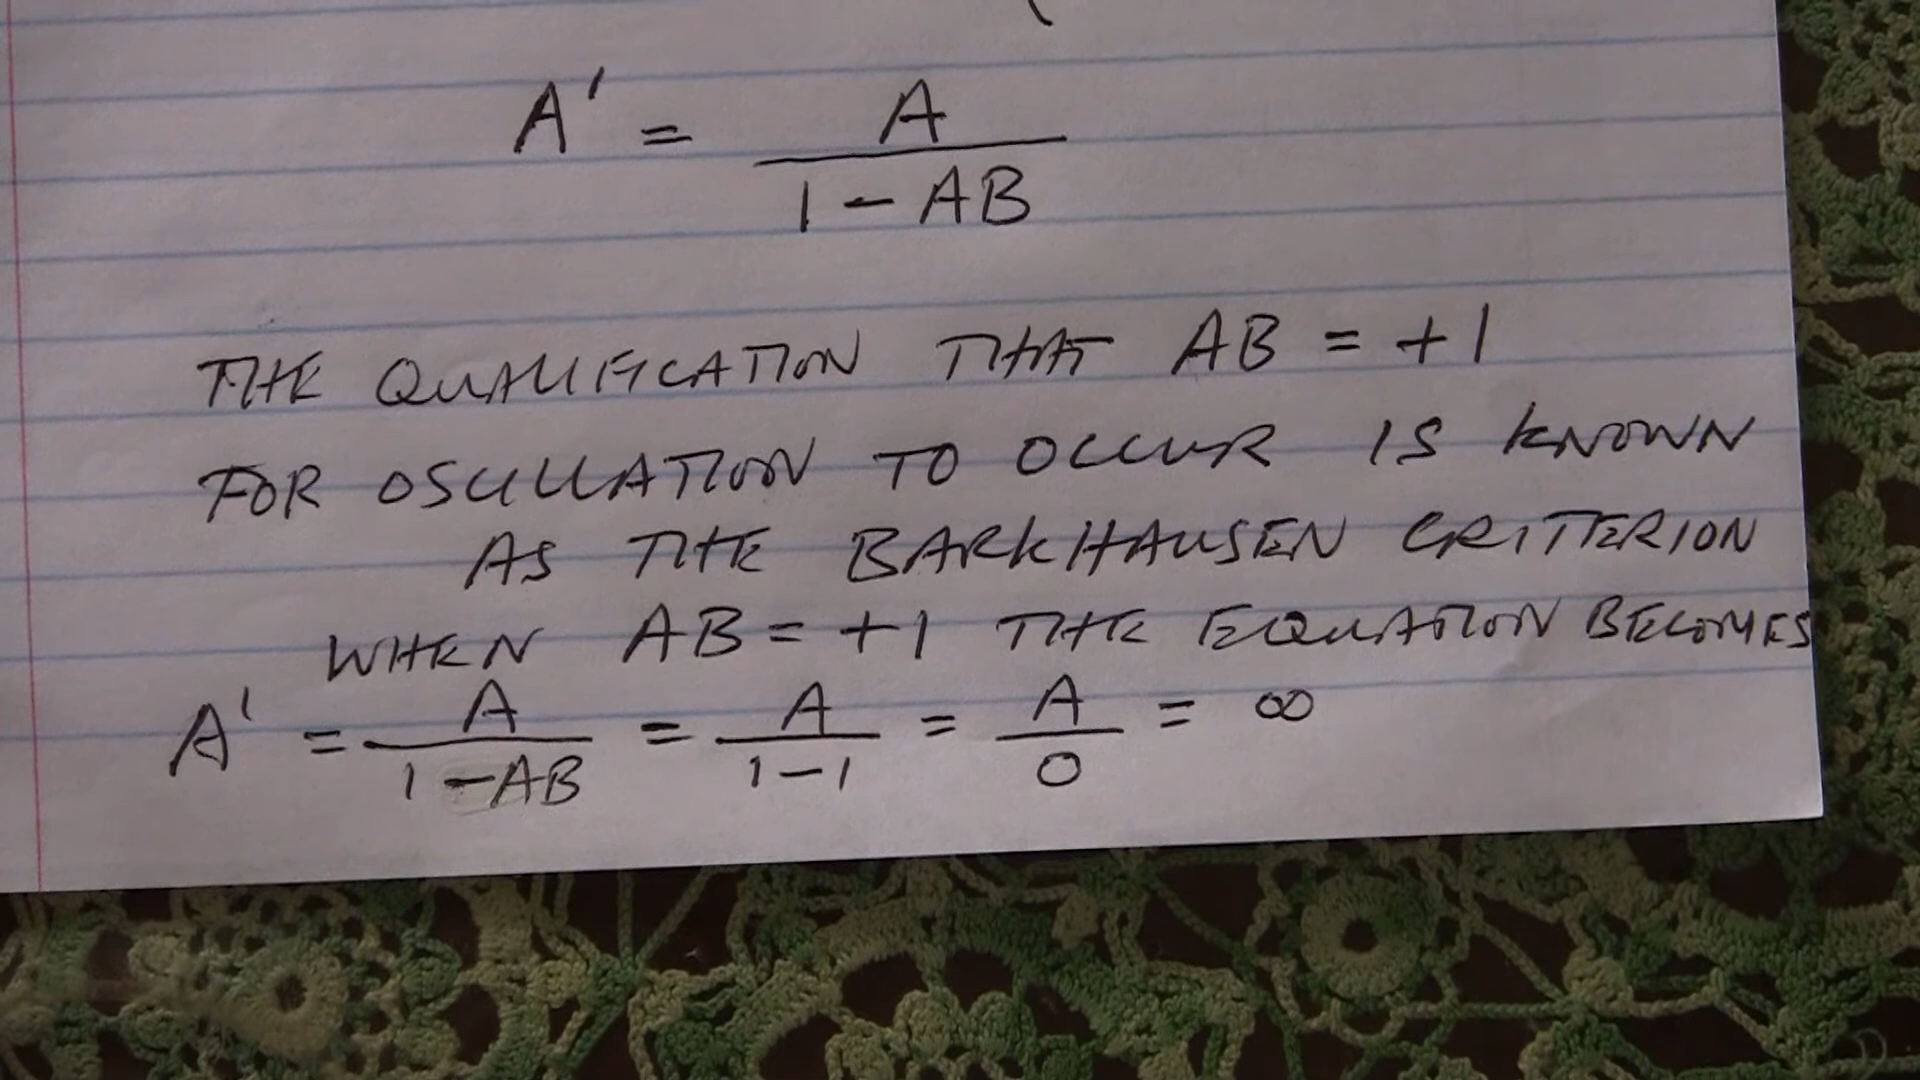 A' = A / (1 - AB)
THE QUALIFICATION THAT AB = +1
FOR OSCILLATION TO OCCUR IS KNOWN
AS THE BARKHAUSEN CRITERION
WHEN AB = +1 THE EQUATION BECOMES
A' = A / (1 - AB) = A / (1 - 1) = A / 0 = ∞